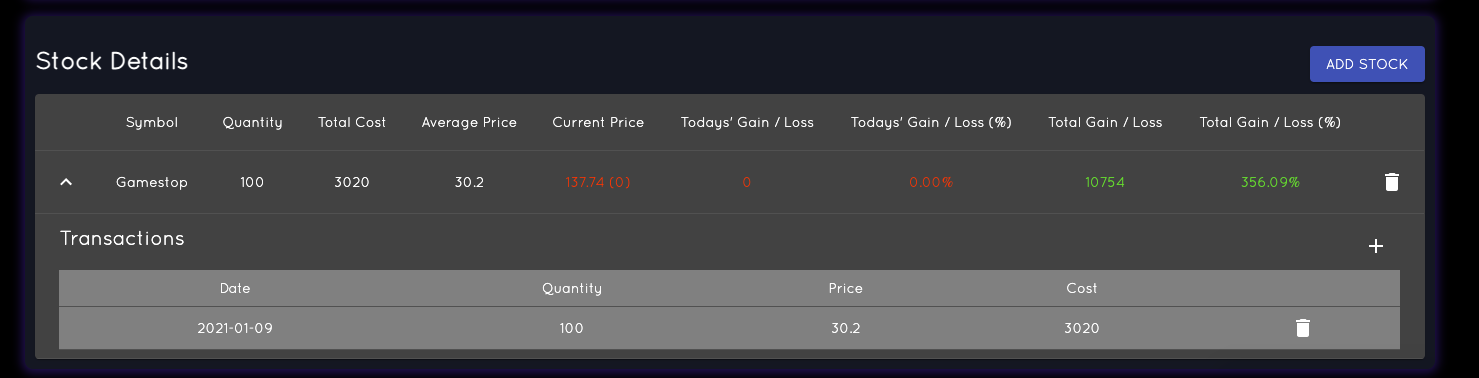 Stock Details
ADD STOCK
Symbol Quantity Total Cost Average Price Current Price Todays' Gain / Loss Todays' Gain / Loss (%) Total Gain / Loss Total Gain / Loss (%)
Gamestop 100 3020 30.2 137.74 (0) 0 0.00% 10754 356.09%
Transactions
Date Quantity Price Cost
2021-01-09 100 30.2 3020